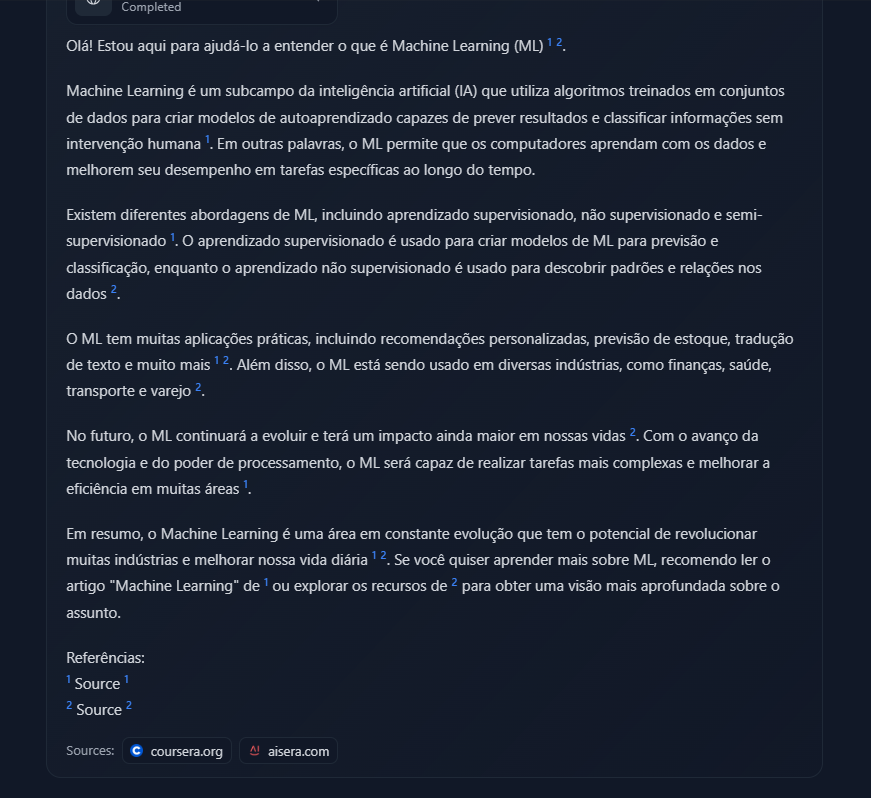 Completed
Olá! Estou aqui para ajudá-lo a entender o que é Machine Learning (ML) 1 2.
Machine Learning é um subcampo da inteligência artificial (IA) que utiliza algoritmos treinados em conjuntos
de dados para criar modelos de autoaprendizado capazes de prever resultados e classificar informações sem
intervenção humana 1. Em outras palavras, o ML permite que os computadores aprendam com os dados e
melhorem seu desempenho em tarefas específicas ao longo do tempo.
Existem diferentes abordagens de ML, incluindo aprendizado supervisionado, não supervisionado e semi-
supervisionado 1. O aprendizado supervisionado é usado para criar modelos de ML para previsão e
classificação, enquanto o aprendizado não supervisionado é usado para descobrir padrões e relações nos
dados 2.
O ML tem muitas aplicações práticas, incluindo recomendações personalizadas, previsão de estoque, tradução
de texto e muito mais 1 2. Além disso, o ML está sendo usado em diversas indústrias, como finanças, saúde,
transporte e varejo 2.
No futuro, o ML continuará a evoluir e terá um impacto ainda maior em nossas vidas 2. Com o avanço da
tecnologia e do poder de processamento, o ML será capaz de realizar tarefas mais complexas e melhorar a
eficiência em muitas áreas 1.
Em resumo, o Machine Learning é uma área em constante evolução que tem o potencial de revolucionar
muitas indústrias e melhorar nossa vida diária 1 2. Se você quiser aprender mais sobre ML, recomendo ler o
artigo "Machine Learning" de 1 ou explorar os recursos de 2 para obter uma visão mais aprofundada sobre o
assunto.
Referências:
1 Source 1
2 Source 2
Sources: coursera.org aisera.com